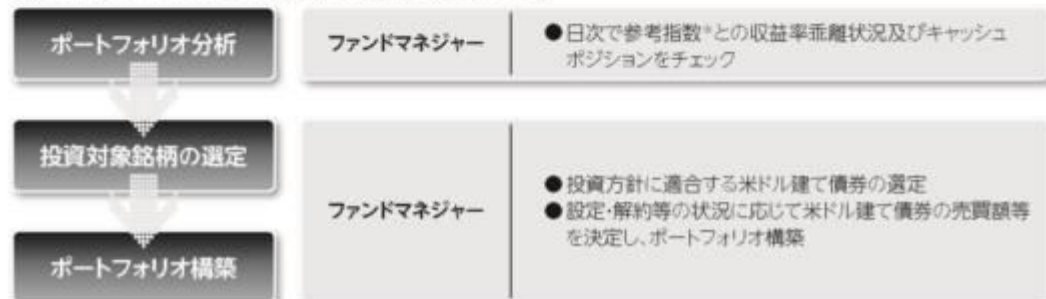 ポートフォリオ分析
ファンドマネジャー
●日次で参考指数*との収益率乖離状況及びキャッシュ
ポジションをチェック
投資対象銘柄の選定
ファンドマネジャー
●投資方針に適合する米ドル建て債券の選定
●設定・解約等の状況に応じて米ドル建て債券の売買額等
を決定し、ポートフォリオ構築
ポートフォリオ構築